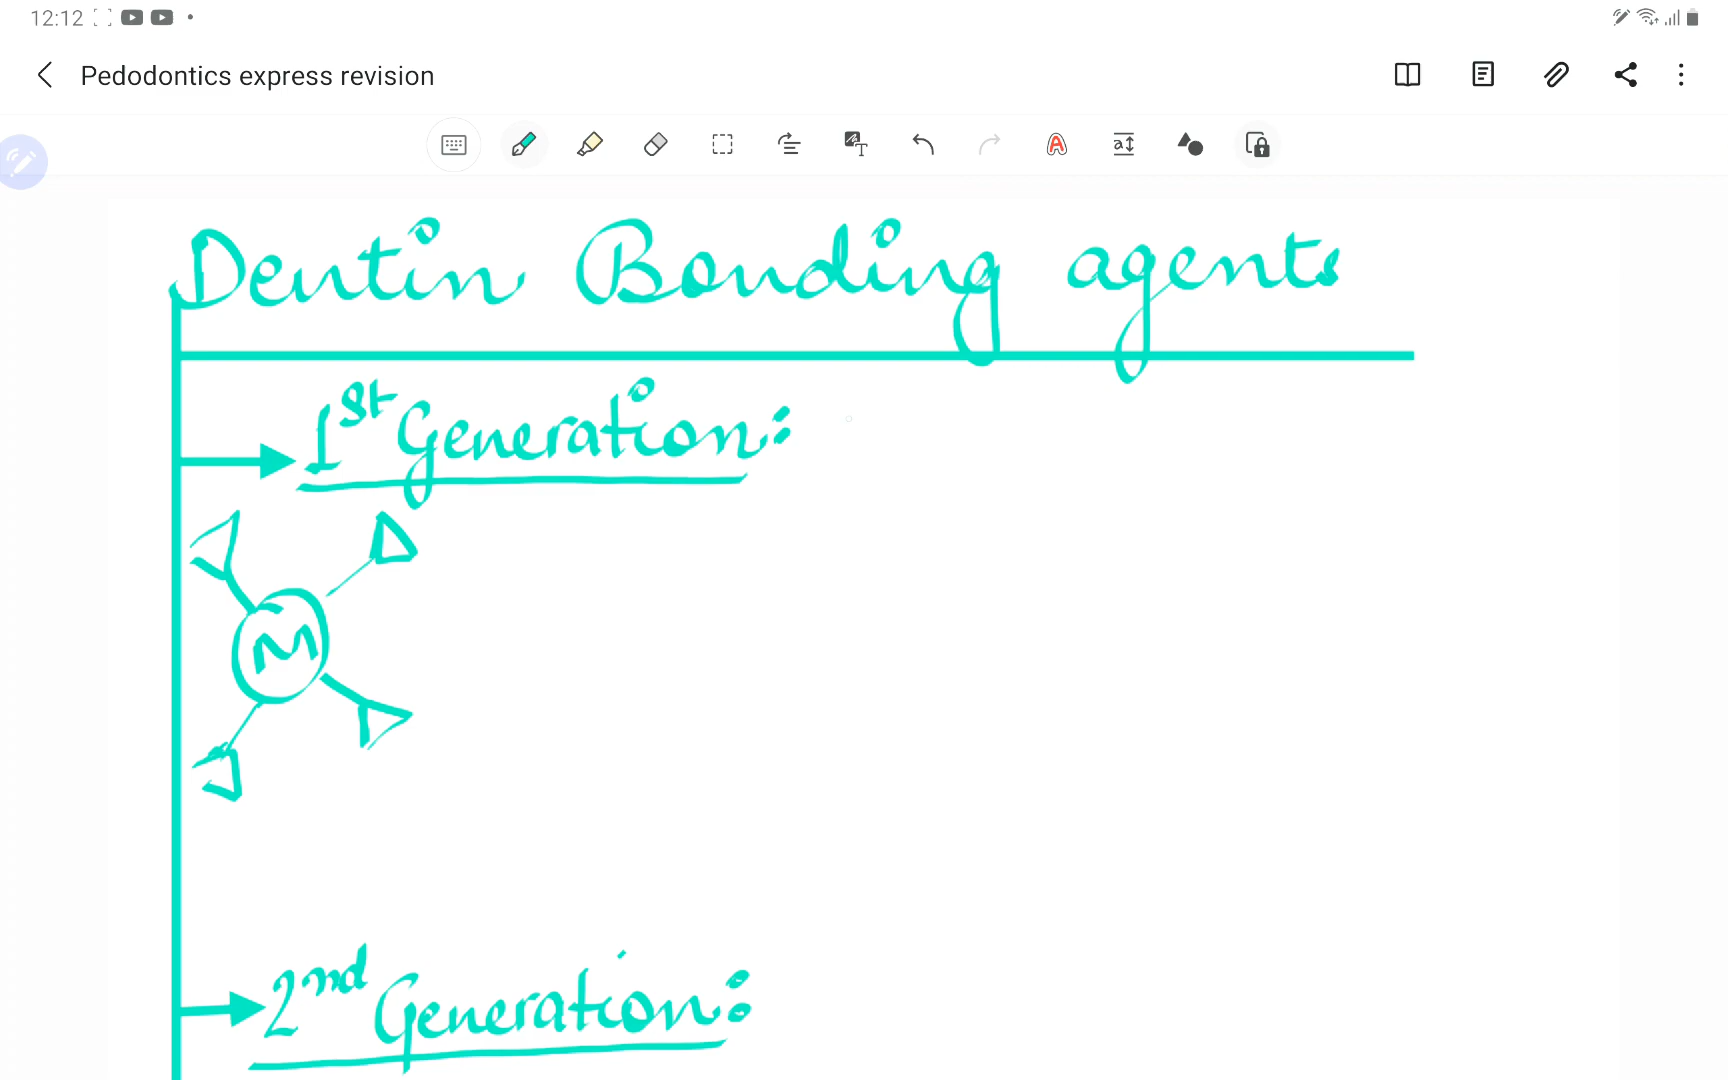 12:12
Pedodontics express revision
Dentin Bonding agents
1st Generation:
M
2nd Generation: